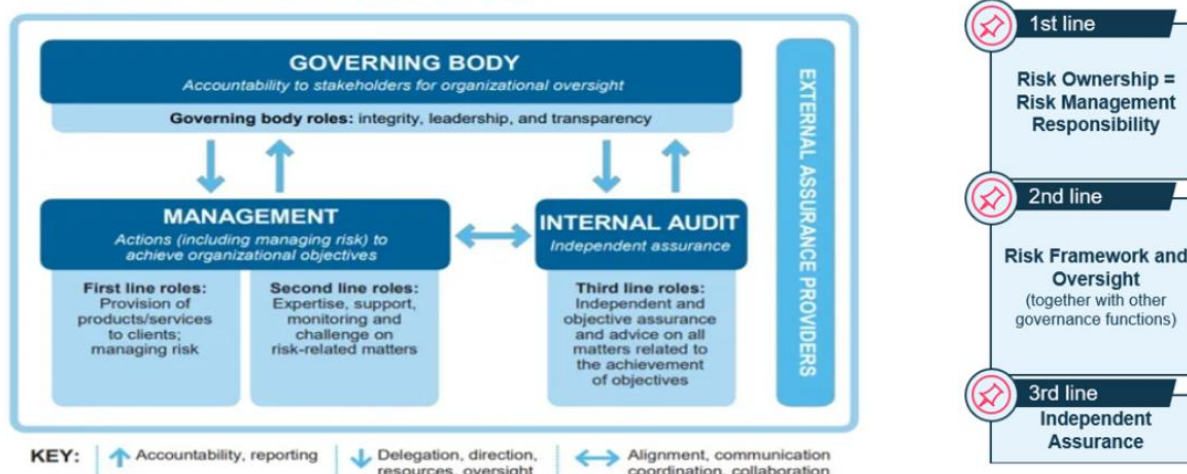 GOVERNING BODY
Accountability to stakeholders for organizational oversight
Governing body roles: integrity, leadership, and transparency
MANAGEMENT
Actions (including managing risk) to
achieve organizational objectives
First line roles:
Provision of
products/services
to clients;
managing risk
Second line roles:
Expertise, support,
monitoring and
challenge on
risk-related matters
INTERNAL AUDIT
Independent assurance
Third line roles:
Independent and
objective assurance
and advice on all
matters related to
the achievement
of objectives
EXTERNAL ASSURANCE PROVIDERS
KEY:
Accountability, reporting
Delegation, direction,
resources, oversight
Alignment, communication
coordination, collaboration
1st line
Risk Ownership =
Risk Management
Responsibility
2nd line
Risk Framework and
Oversight
(together with other
governance functions)
3rd line
Independent
Assurance